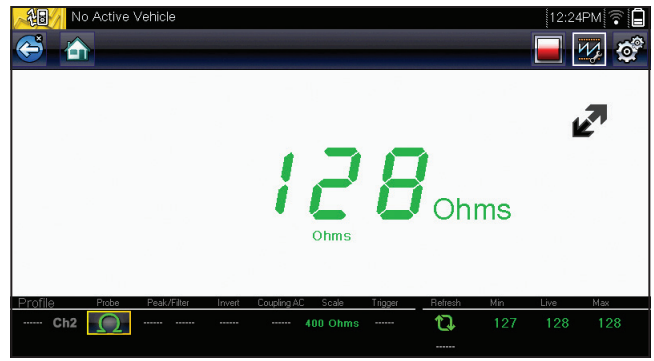 No Active Vehicle 12:24PM
128 Ohms
Ohms
Profile Probe Peak/Filter Invert Coupling AC Scale Trigger Refresh Min Live Max
------ Ch2 Ω ------ ------ ------ ------ 400 Ohms ------ 127 128 128
------